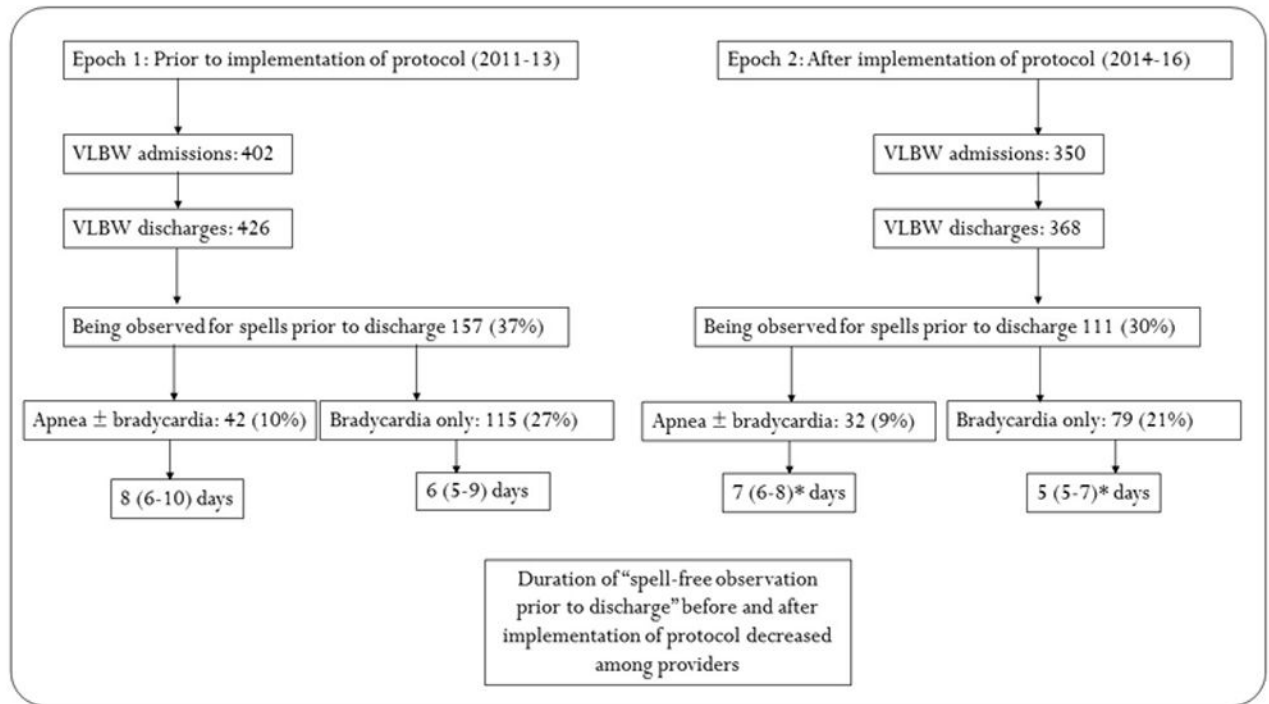 Epoch 1: Prior to implementation of protocol (2011-13)
VLBW admissions: 402
VLBW discharges: 426
Being observed for spells prior to discharge 157 (37%)
Apnea ± bradycardia: 42 (10%)
Bradycardia only: 115 (27%)
8 (6-10) days
6 (5-9) days
Epoch 2: After implementation of protocol (2014-16)
VLBW admissions: 350
VLBW discharges: 368
Being observed for spells prior to discharge 111 (30%)
Apnea ± bradycardia: 32 (9%)
Bradycardia only: 79 (21%)
7 (6-8)* days
5 (5-7)* days
Duration of “spell-free observation
prior to discharge” before and after
implementation of protocol decreased
among providers